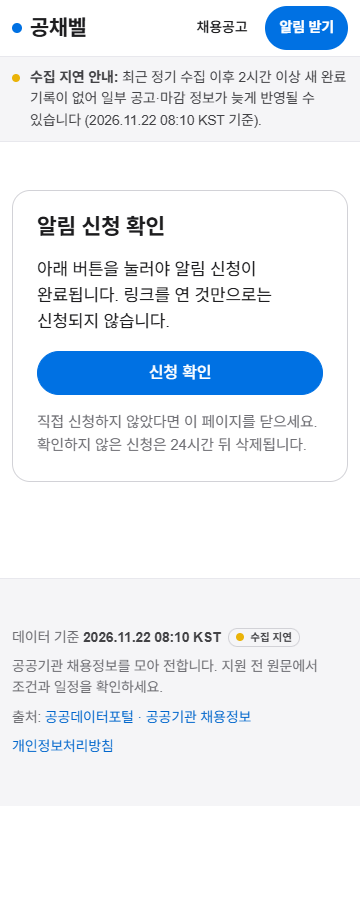 공채벨
채용공고
알림 받기
수집 지연 안내: 최근 정기 수집 이후 2시간 이상 새 완료
기록이 없어 일부 공고·마감 정보가 늦게 반영될 수
있습니다 (2026.11.22 08:10 KST 기준).
알림 신청 확인
아래 버튼을 눌러야 알림 신청이
완료됩니다. 링크를 연 것만으로는
신청되지 않습니다.
신청 확인
직접 신청하지 않았다면 이 페이지를 닫으세요.
확인하지 않은 신청은 24시간 뒤 삭제됩니다.
데이터 기준 2026.11.22 08:10 KST 수집 지연
공공기관 채용정보를 모아 전합니다. 지원 전 원문에서
조건과 일정을 확인하세요.
출처: 공공데이터포털 · 공공기관 채용정보
개인정보처리방침